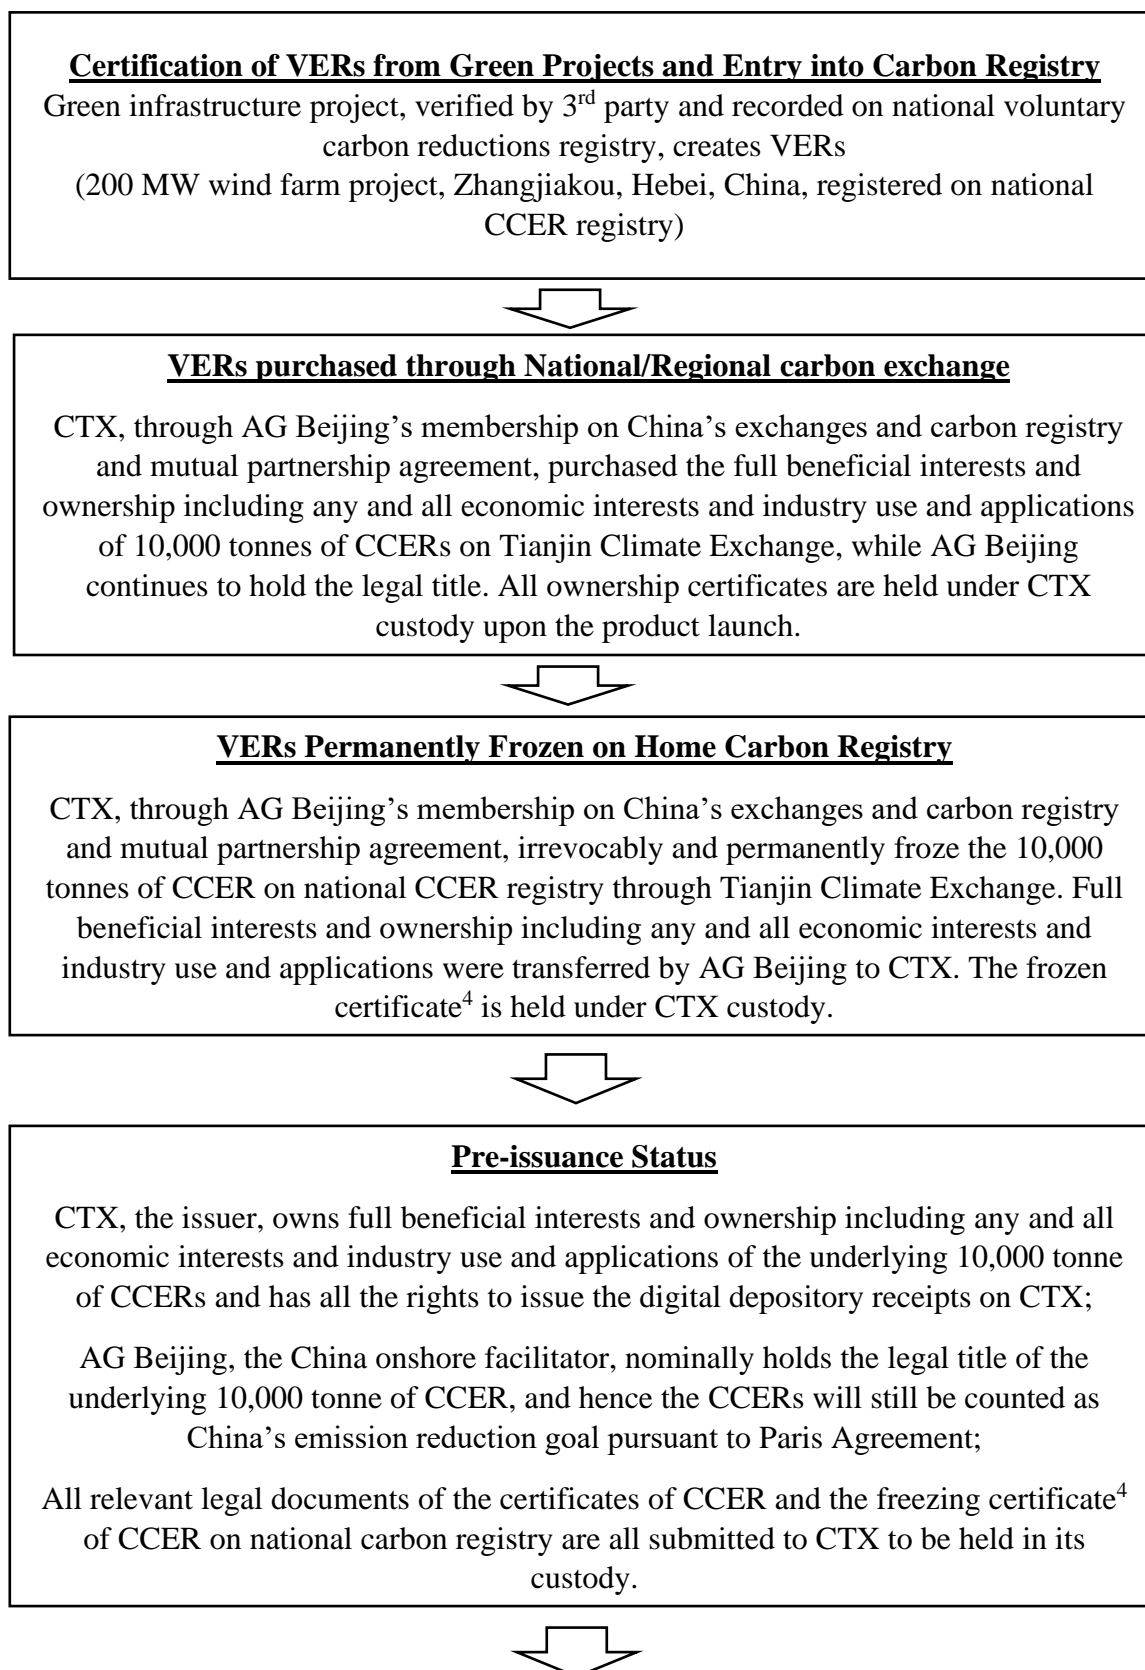 Certification of VERs from Green Projects and Entry into Carbon Registry
Green infrastructure project, verified by 3rd party and recorded on national voluntary
carbon reductions registry, creates VERs
(200 MW wind farm project, Zhangjiakou, Hebei, China, registered on national
CCER registry)
VERs purchased through National/Regional carbon exchange
CTX, through AG Beijing’s membership on China’s exchanges and carbon registry
and mutual partnership agreement, purchased the full beneficial interests and
ownership including any and all economic interests and industry use and applications
of 10,000 tonnes of CCERs on Tianjin Climate Exchange, while AG Beijing
continues to hold the legal title. All ownership certificates are held under CTX
custody upon the product launch.
VERs Permanently Frozen on Home Carbon Registry
CTX, through AG Beijing’s membership on China’s exchanges and carbon registry
and mutual partnership agreement, irrevocably and permanently froze the 10,000
tonnes of CCER on national CCER registry through Tianjin Climate Exchange. Full
beneficial interests and ownership including any and all economic interests and
industry use and applications were transferred by AG Beijing to CTX. The frozen
certificate4 is held under CTX custody.
Pre-issuance Status
CTX, the issuer, owns full beneficial interests and ownership including any and all
economic interests and industry use and applications of the underlying 10,000 tonne
of CCERs and has all the rights to issue the digital depository receipts on CTX;
AG Beijing, the China onshore facilitator, nominally holds the legal title of the
underlying 10,000 tonne of CCER, and hence the CCERs will still be counted as
China’s emission reduction goal pursuant to Paris Agreement;
All relevant legal documents of the certificates of CCER and the freezing certificate4
of CCER on national carbon registry are all submitted to CTX to be held in its
custody.